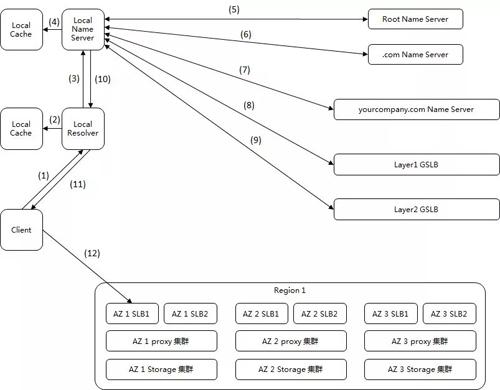 Local
Cache
(4)
Local
Name
Server
(5)
Root Name Server
(6)
.com Name Server
(3)
(10)
(7)
yourcompany.com Name Server
(8)
Local
Cache
(2)
Local
Resolver
(9)
Layer1 GSLB
(1)
(11)
Layer2 GSLB
Client
(12)
Region 1
AZ 1 SLB1
AZ 1 SLB2
AZ 2 SLB1
AZ 2 SLB2
AZ 3 SLB1
AZ 3 SLB2
AZ 1 proxy 集群
AZ 2 proxy 集群
AZ 3 proxy 集群
AZ 1 Storage 集群
AZ 2 Storage 集群
AZ 3 Storage 集群